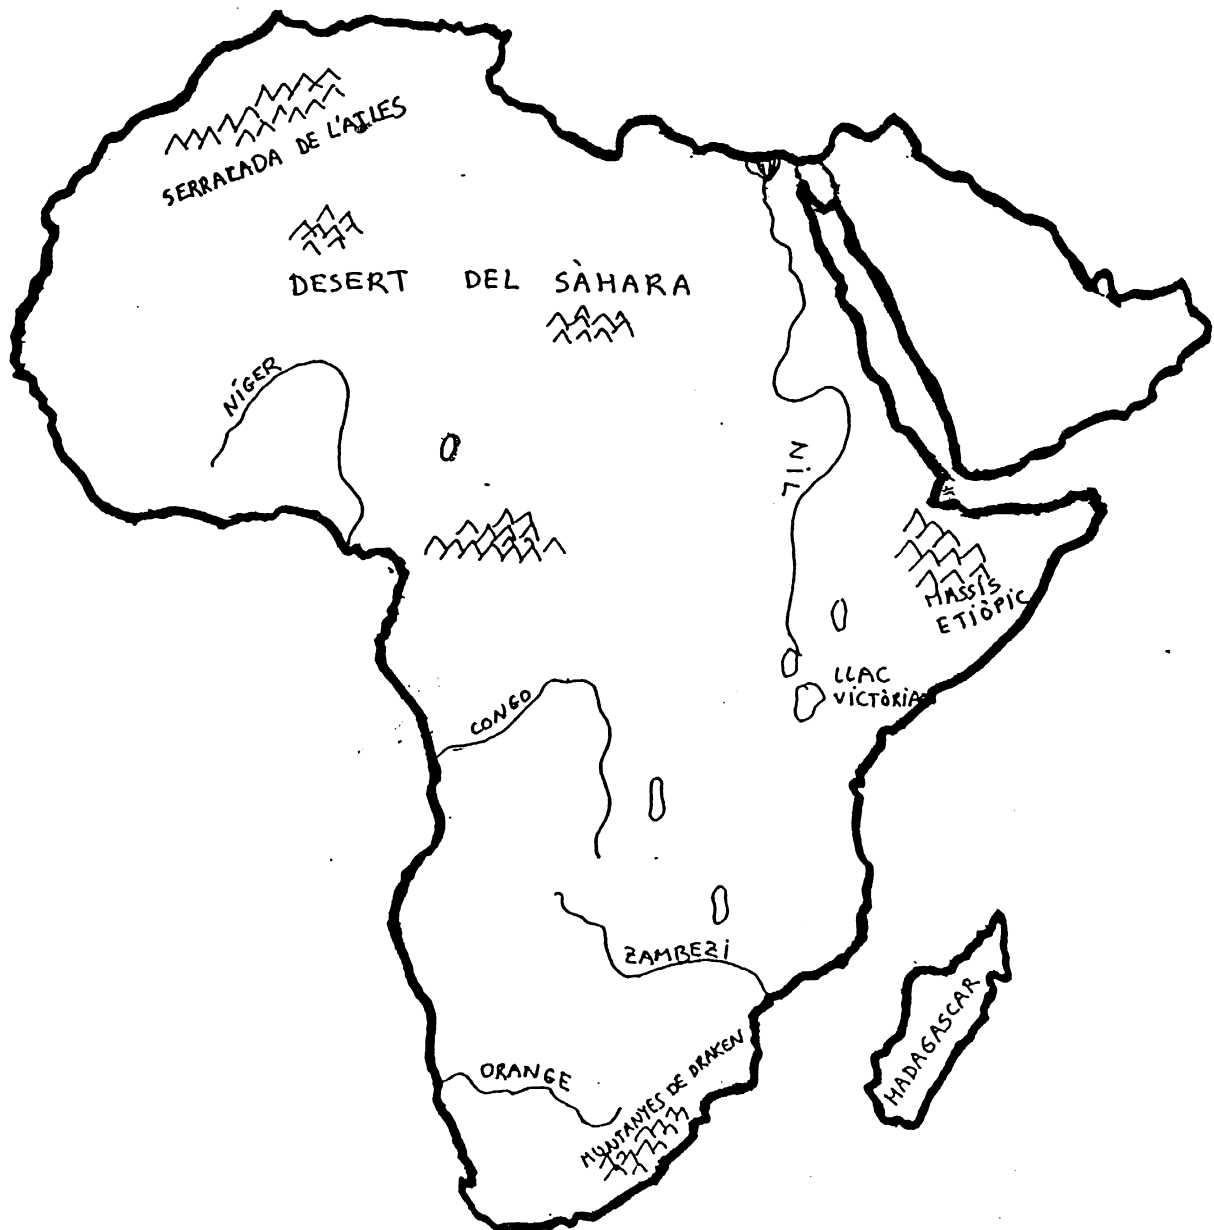 SERRALADA DE L'ATLES
DESERT DEL SÀHARA
NÍGER
NiL
MASSÍS
ETIÒPIC
LLAC
VICTÒRIA
CONGO
ZAMBEZI
MADAGASCAR
ORANGE
MUNTANYES DE DRAKEN